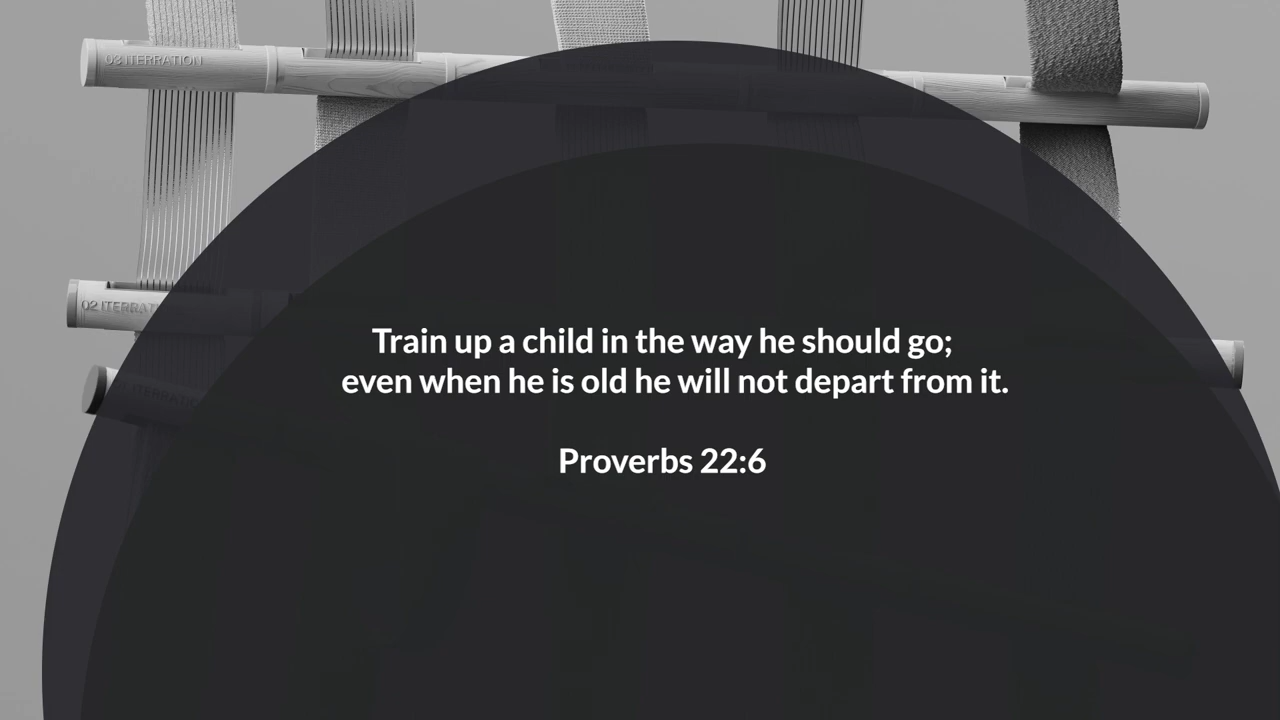 03 ITERRATION
02 ITERRATI
Train up a child in the way he should go;
even when he is old he will not depart from it.
Proverbs 22:6